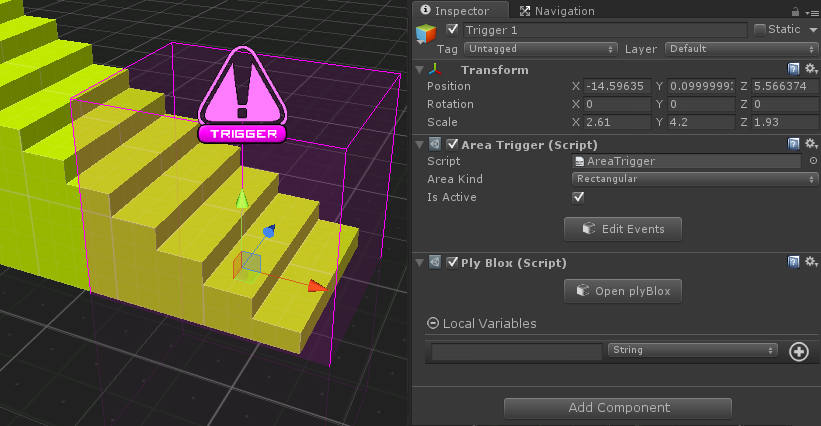 Inspector Navigation
Trigger 1 Static
Tag Untagged Layer Default
Transform
Position X -14.59635 Y 0.0999999 Z 5.566374
Rotation X 0 Y 0 Z 0
Scale X 2.61 Y 4.2 Z 1.93
Area Trigger (Script)
Script AreaTrigger
Area Kind Rectangular
Is Active
Edit Events
Ply Blox (Script)
Open plyBlox
Local Variables
String
Add Component
TRIGGER